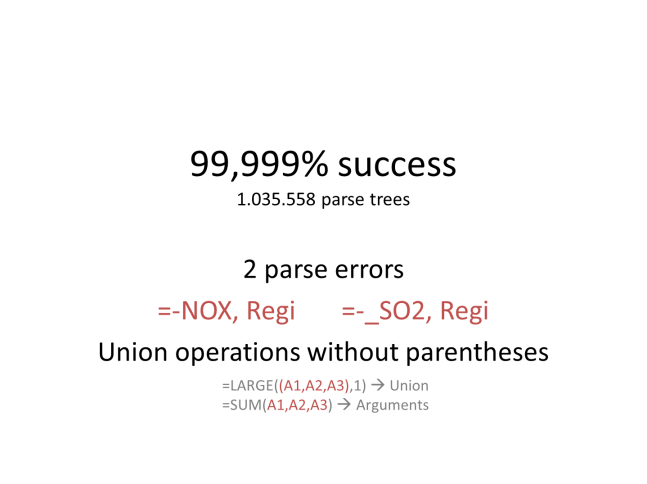 99,999% success
1.035.558 parse trees
2 parse errors
=-NOX, Regi =-_SO2, Regi
Union operations without parentheses
=LARGE((A1,A2,A3),1) → Union
=SUM(A1,A2,A3) → Arguments